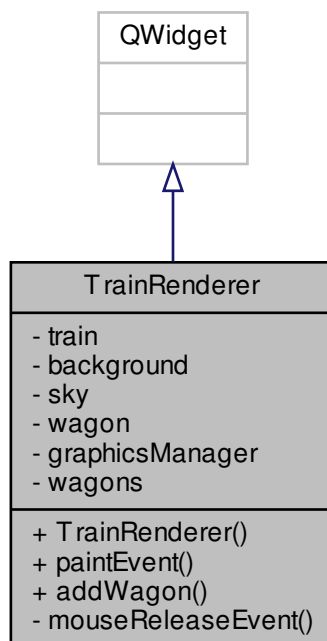 QWidget
TrainRenderer
- train
- background
- sky
- wagon
- graphicsManager
- wagons
+ TrainRenderer()
+ paintEvent()
+ addWagon()
- mouseReleaseEvent()